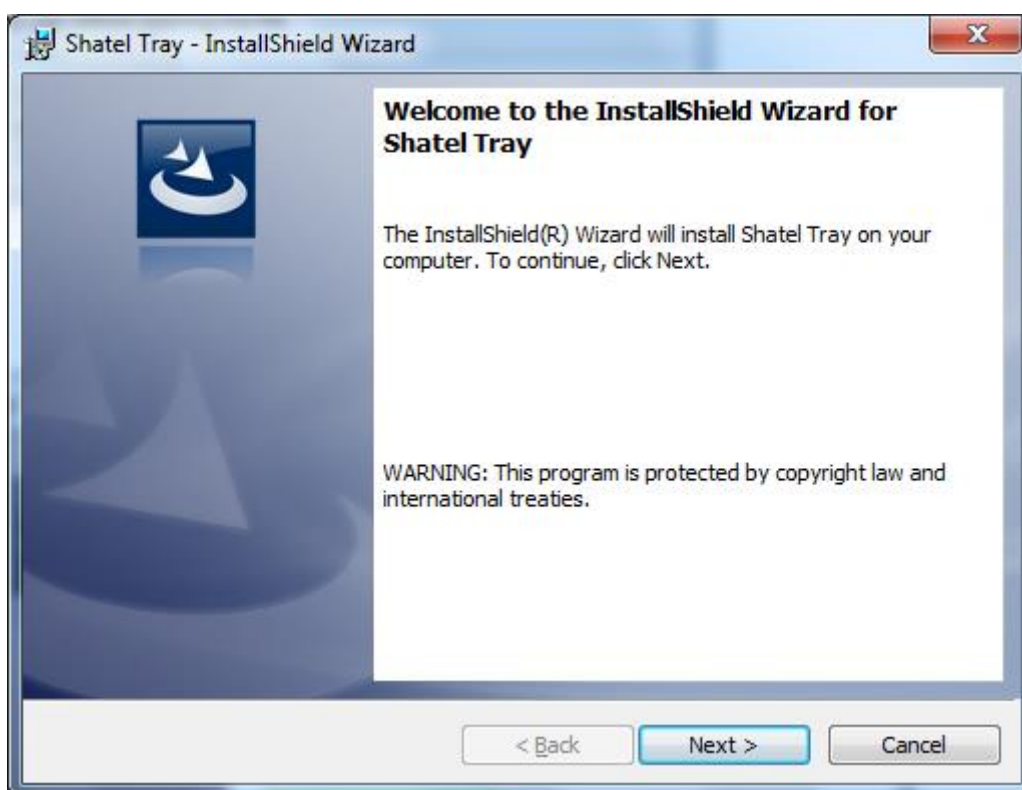 Shatel Tray - InstallShield Wizard
Welcome to the InstallShield Wizard for
Shatel Tray
The InstallShield(R) Wizard will install Shatel Tray on your
computer. To continue, click Next.
WARNING: This program is protected by copyright law and
international treaties.
< Back Next > Cancel